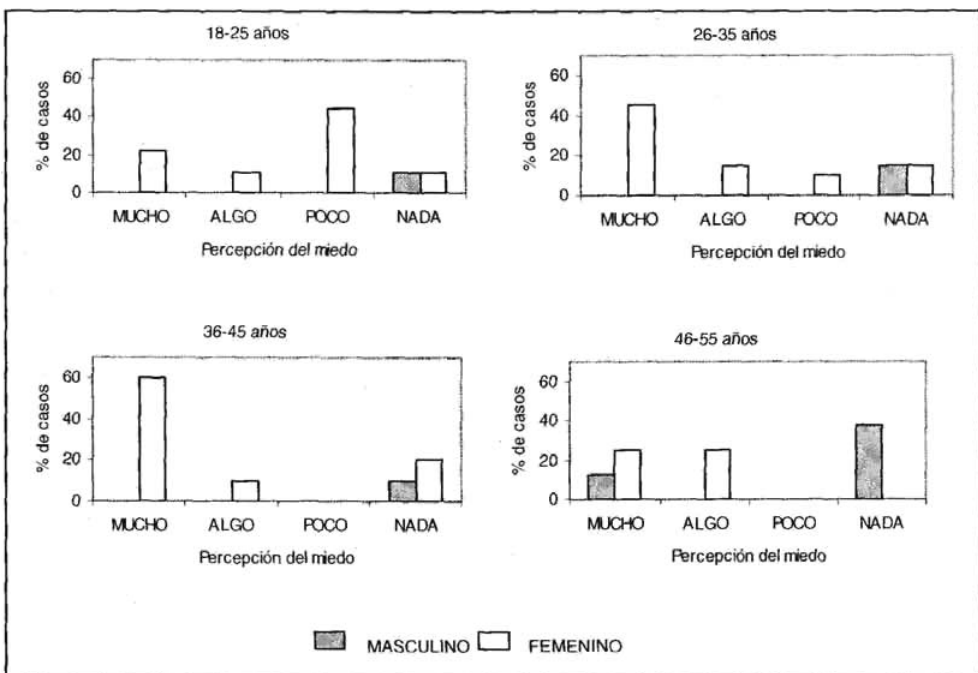 18-25 años
% de casos
60
40
20
0
MUCHO ALGO POCO NADA
Percepción del miedo
26-35 años
% de casos
60
40
20
0
MUCHO ALGO POCO NADA
Percepción del miedo
36-45 años
% de casos
60
40
20
0
MUCHO ALGO POCO NADA
Percepción del miedo
46-55 años
% de casos
60
40
20
0
MUCHO ALGO POCO NADA
Percepción del miedo
MASCULINO FEMENINO